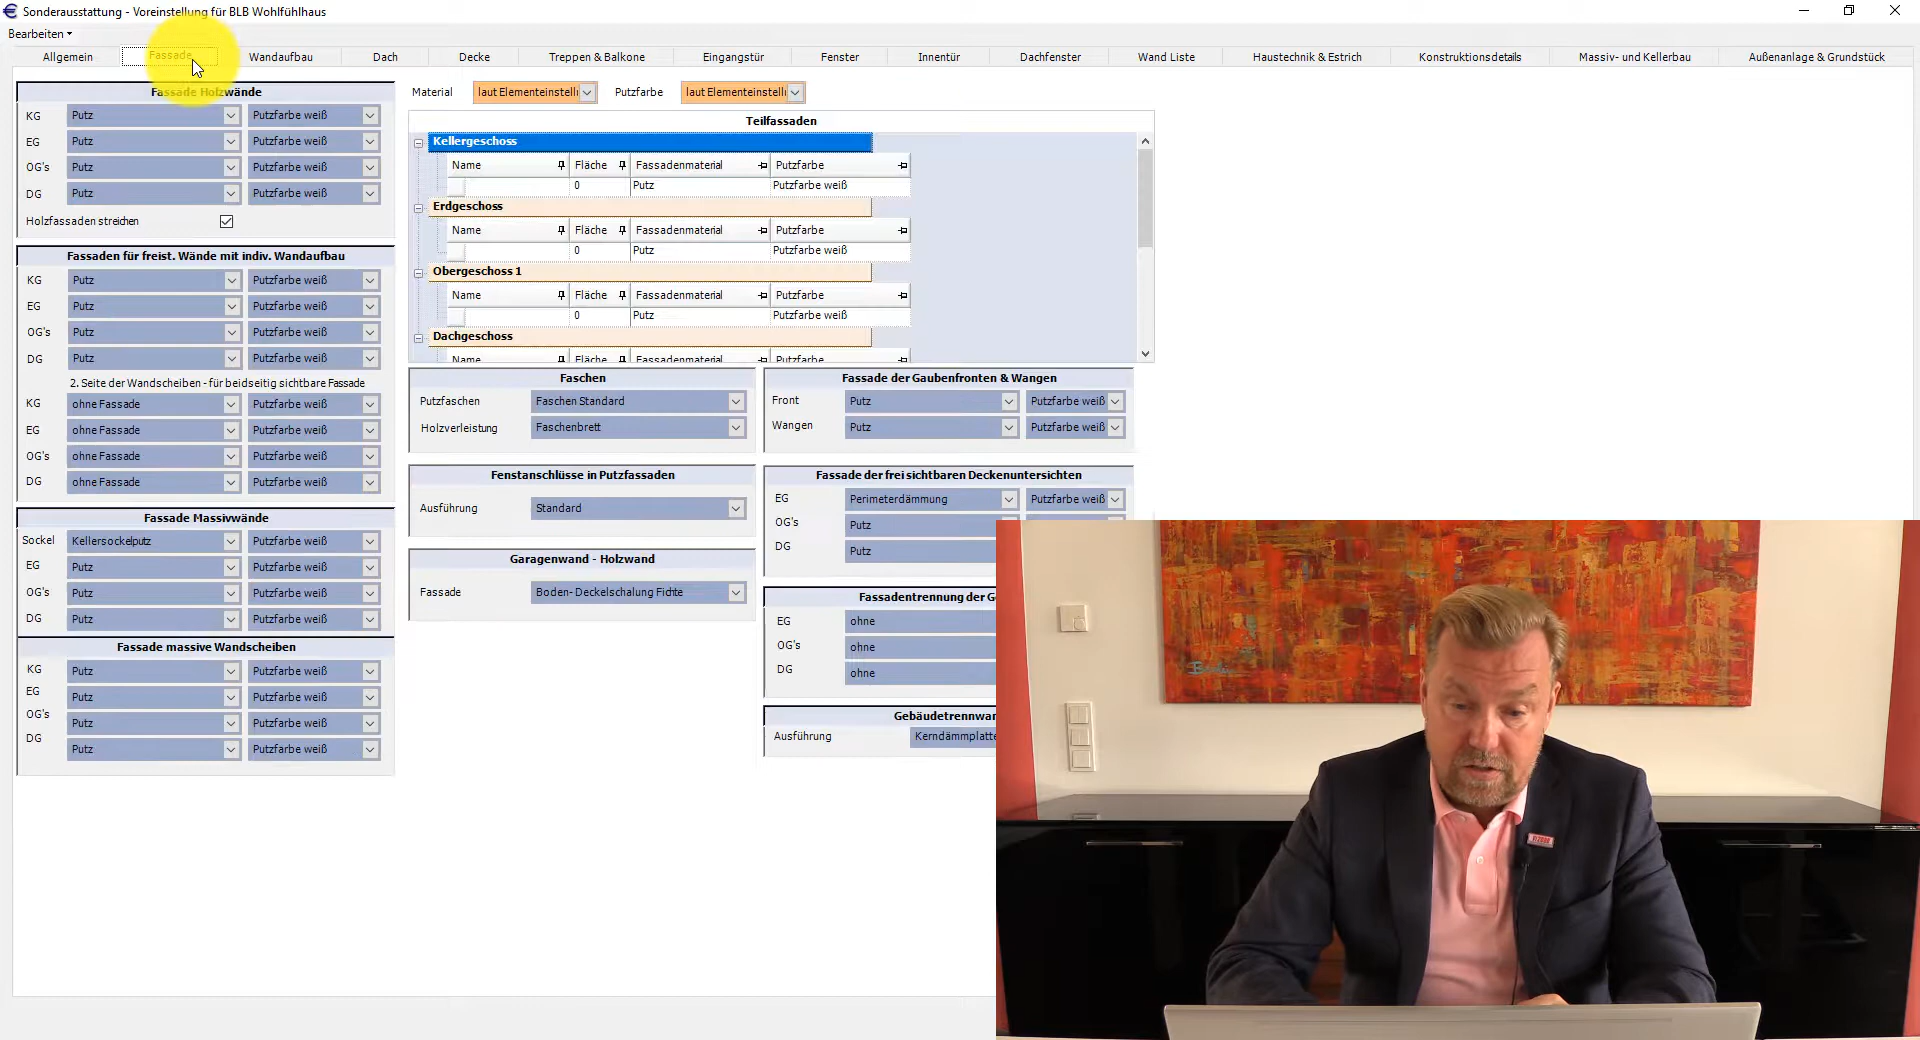 Sonderausstattung - Voreinstellung für BLB Wohlfühlhaus
Bearbeiten
Allgemein Fassade Wandaufbau Dach Decke Treppen & Balkone Eingangstür Fenster Innentür Dachfenster Wand Liste Haustechnik & Estrich Konstruktionsdetails Massiv- und Kellerbau Außenanlage & Grundstück
Fassade Holzwände
KG Putz Putzfarbe weiß
EG Putz Putzfarbe weiß
OG's Putz Putzfarbe weiß
DG Putz Putzfarbe weiß
Holzfassaden streichen
Fassaden für freist. Wände mit indiv. Wandaufbau
KG Putz Putzfarbe weiß
EG Putz Putzfarbe weiß
OG's Putz Putzfarbe weiß
DG Putz Putzfarbe weiß
2. Seite der Wandscheiben - für beidseitig sichtbare Fassade
KG ohne Fassade Putzfarbe weiß
EG ohne Fassade Putzfarbe weiß
OG's ohne Fassade Putzfarbe weiß
DG ohne Fassade Putzfarbe weiß
Fassade Massivwände
Sockel Kellersockelputz Putzfarbe weiß
EG Putz Putzfarbe weiß
OG's Putz Putzfarbe weiß
DG Putz Putzfarbe weiß
Fassade massive Wandscheiben
KG Putz Putzfarbe weiß
EG Putz Putzfarbe weiß
OG's Putz Putzfarbe weiß
DG Putz Putzfarbe weiß
Material laut Elementeinstelli Putzfarbe laut Elementeinstelli
Teilfassaden
Kellergeschoss
Name Fläche Fassadenmaterial Putzfarbe
0 Putz Putzfarbe weiß
Erdgeschoss
Name Fläche Fassadenmaterial Putzfarbe
0 Putz Putzfarbe weiß
Obergeschoss 1
Name Fläche Fassadenmaterial Putzfarbe
0 Putz Putzfarbe weiß
Dachgeschoss
Name Fläche Fassadenmaterial Putzfarbe
Faschen
Putzfaschen Faschen Standard
Holzverleistung Faschenbrett
Fenstanschlüsse in Putzfassaden
Ausführung Standard
Garagenwand - Holzwand
Fassade Boden- Deckelschalung Fichte
Fassade der Gaubenfronten & Wangen
Front Putz Putzfarbe weiß
Wangen Putz Putzfarbe weiß
Fassade der frei sichtbaren Deckenuntersichten
EG Perimeterdämmung Putzfarbe weiß
OG's Putz
DG Putz
Fassadentrennung der G
EG ohne
OG's ohne
DG ohne
Gebäudetrennwan
Ausführung Kerndämmplatte